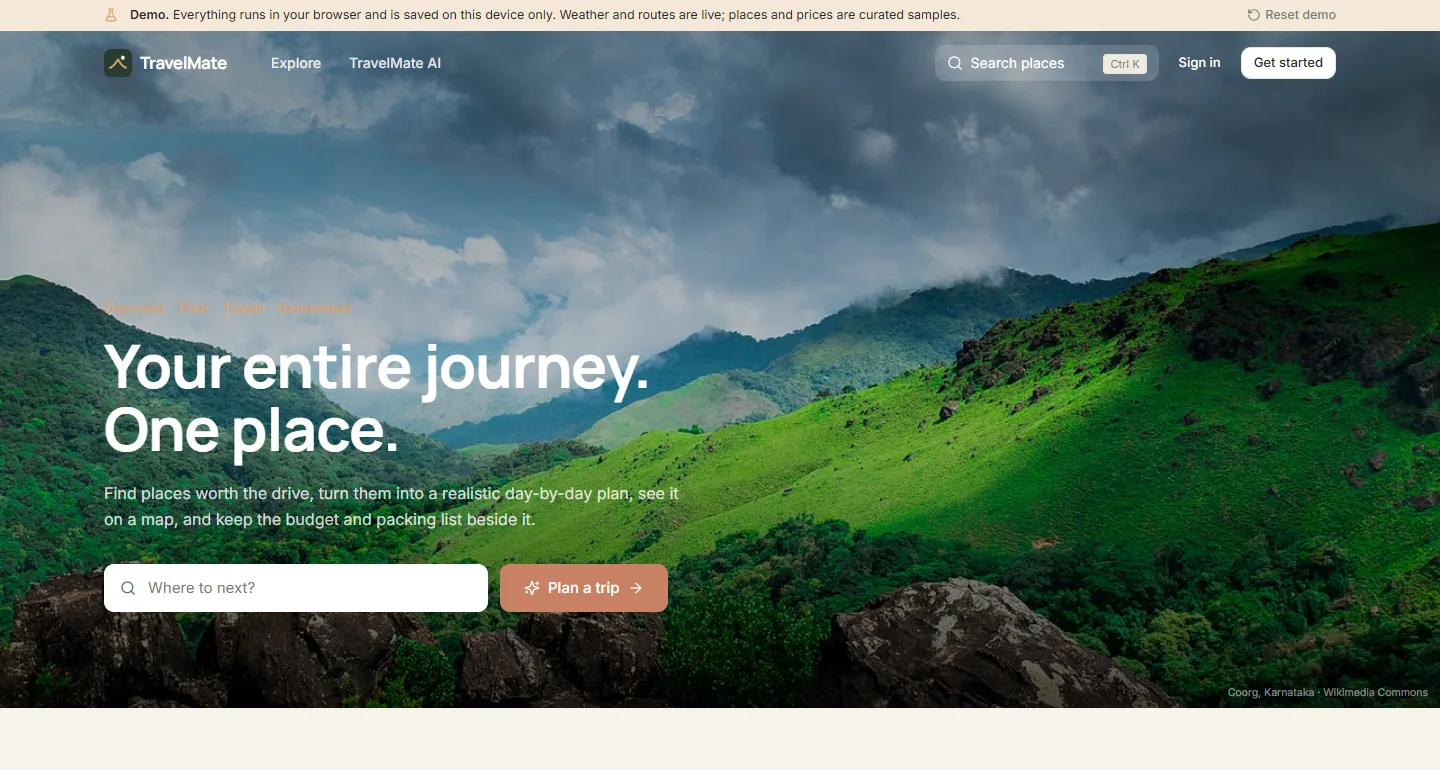 Demo. Everything runs in your browser and is saved on this device only. Weather and routes are live; places and prices are curated samples.
Reset demo
TravelMate
Explore
TravelMate AI
Search places
Ctrl K
Sign in
Get started
Discover · Plan · Travel · Remember
Your entire journey.
One place.
Find places worth the drive, turn them into a realistic day-by-day plan, see it
on a map, and keep the budget and packing list beside it.
Where to next?
Plan a trip
Coorg, Karnataka · Wikimedia Commons